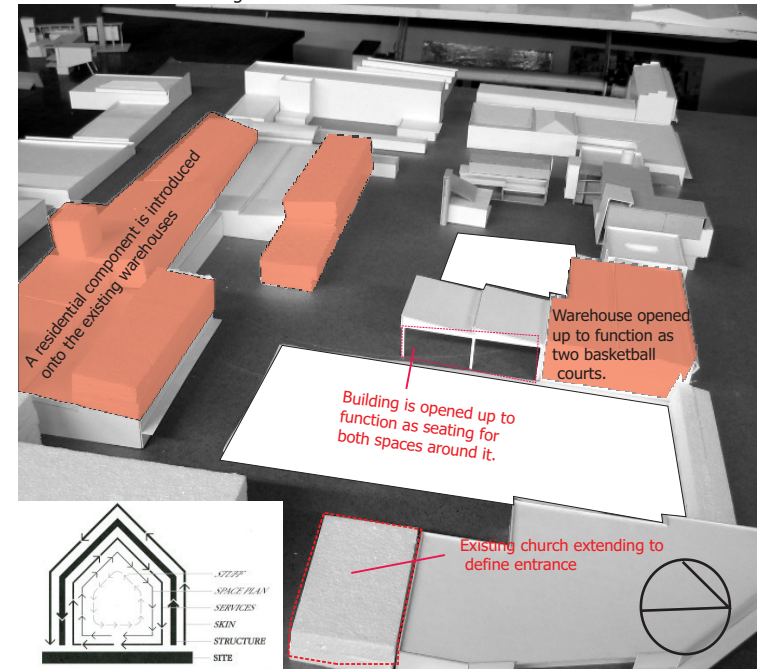 A residential component is introduced
onto the existing warehouses
Warehouse opened
up to function as
two basketball
courts.
Building is opened up to
function as seating for
both spaces around it.
Existing church extending to
define entrance
STUFF
SPACE PLAN
SERVICES
SKIN
STRUCTURE
SITE